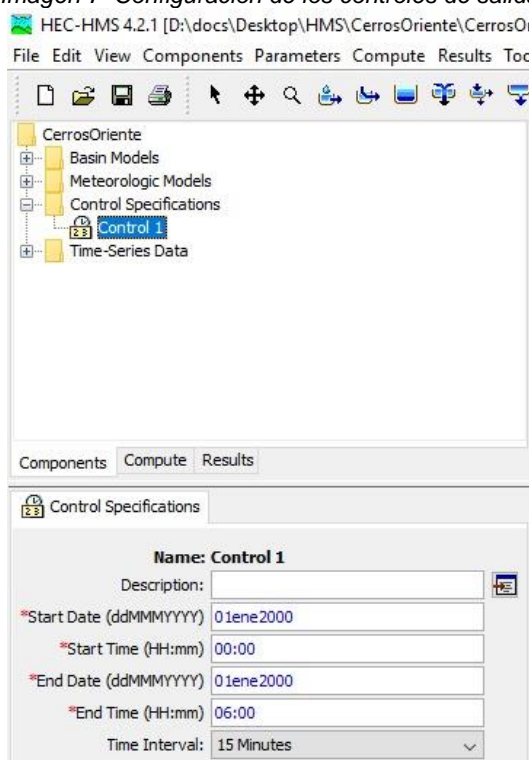 Imagen 7 Configuración de los controles de salida
HEC-HMS 4.2.1 [D:\docs\Desktop\HMS\CerrosOriente\CerrosOr
File Edit View Components Parameters Compute Results Too
CerrosOriente
Basin Models
Meteorologic Models
Control Specifications
Control 1
Time-Series Data
Components Compute Results
Control Specifications
Name: Control 1
Description:
*Start Date (ddMMMYYYY) 01ene2000
*Start Time (HH:mm) 00:00
*End Date (ddMMMYYYY) 01ene2000
*End Time (HH:mm) 06:00
Time Interval: 15 Minutes